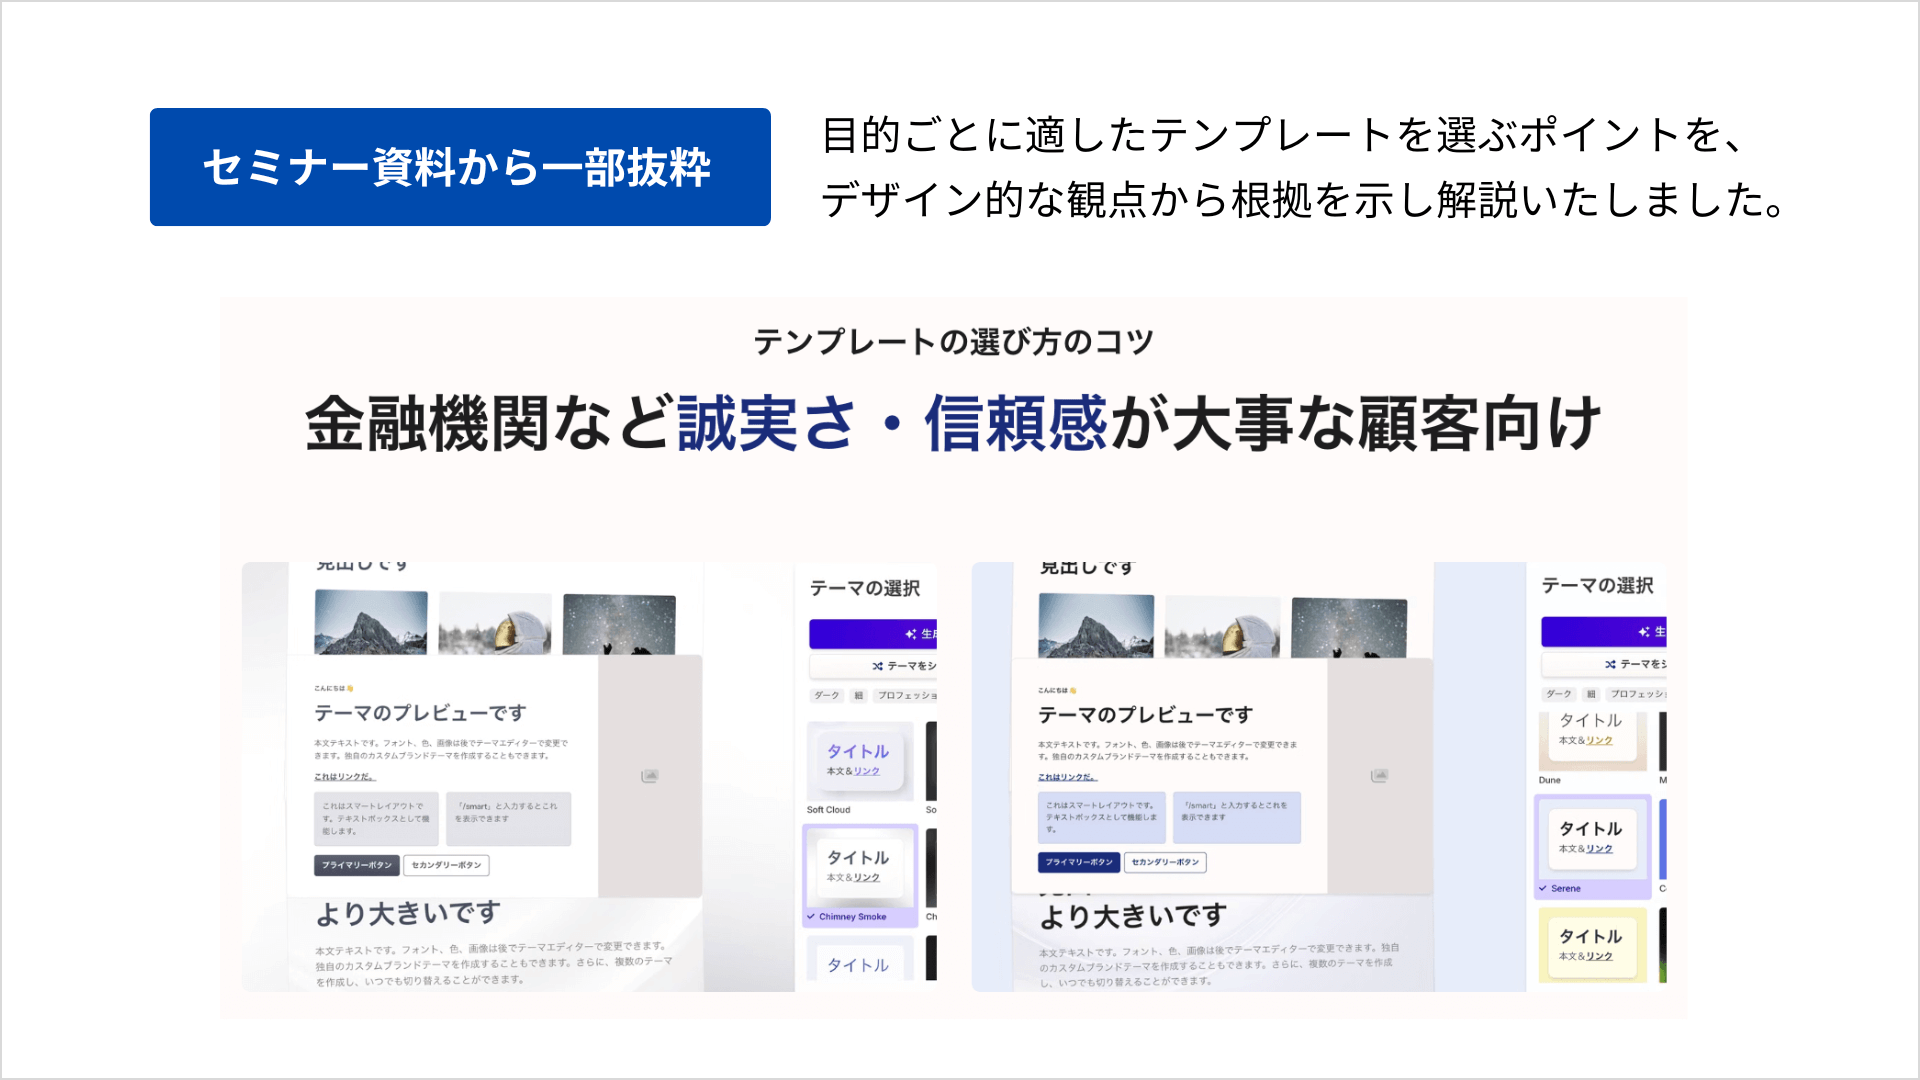 セミナー資料から一部抜粋
目的ごとに適したテンプレートを選ぶポイントを、
デザイン的な観点から根拠を示し解説いたしました。
テンプレートの選び方のコツ
金融機関など誠実さ・信頼感が大事な顧客向け
見出しです
こんにちは👋
テーマのプレビューです
本文テキストです。フォント、色、画像は後でテーマエディターで変更で
きます。独自のカスタムブランドテーマを作成することもできます。
これはリンクだ。
これはスマートレイアウトで
す。テキストボックスとして機
能します。
「/smart」と入力するとこれ
を表示できます
プライマリーボタン
セカンダリーボタン
より大きいです
本文テキストです。フォント、色、画像は後でテーマエディターで変更できます。
独自のカスタムブランドテーマを作成することもできます。さらに、複数のテーマ
を作成し、いつでも切り替えることができます。
テーマの選択
生成
テーマをシ
ダーク
細
プロフェッショ
タイトル
本文&リンク
Soft Cloud
So
タイトル
本文&リンク
Chimney Smoke
Ch
タイトル
見出しです
こんにちは👋
テーマのプレビューです
本文テキストです。フォント、色、画像は後でテーマエディターで変更できま
す。独自のカスタムブランドテーマを作成することもできます。
これはリンクだ。
これはスマートレイアウトです。
テキストボックスとして機能しま
す。
「/smart」と入力するとこれを
表示できます
プライマリーボタン
セカンダリーボタン
より大きいです
本文テキストです。フォント、色、画像は後でテーマエディターで変更できます。独自
のカスタムブランドテーマを作成することもできます。さらに、複数のテーマを作成
し、いつでも切り替えることができます。
テーマの選択
生
テーマをシ
ダーク
細
プロフェッシ
タイトル
本文&リンク
Dune
M
タイトル
本文&リンク
Serene
C
タイトル
本文&リンク